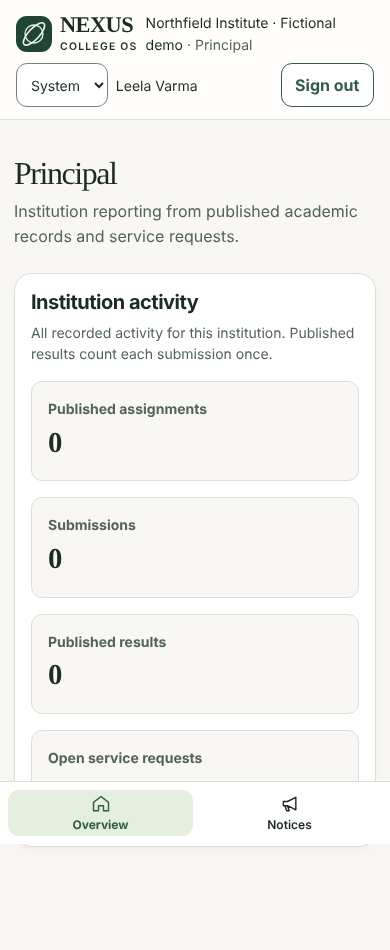 NEXUS
COLLEGE OS
Northfield Institute · Fictional
demo · Principal
System
Leela Varma
Sign out
Principal
Institution reporting from published academic
records and service requests.
Institution activity
All recorded activity for this institution. Published
results count each submission once.
Published assignments
0
Submissions
0
Published results
0
Open service requests
Overview
Notices